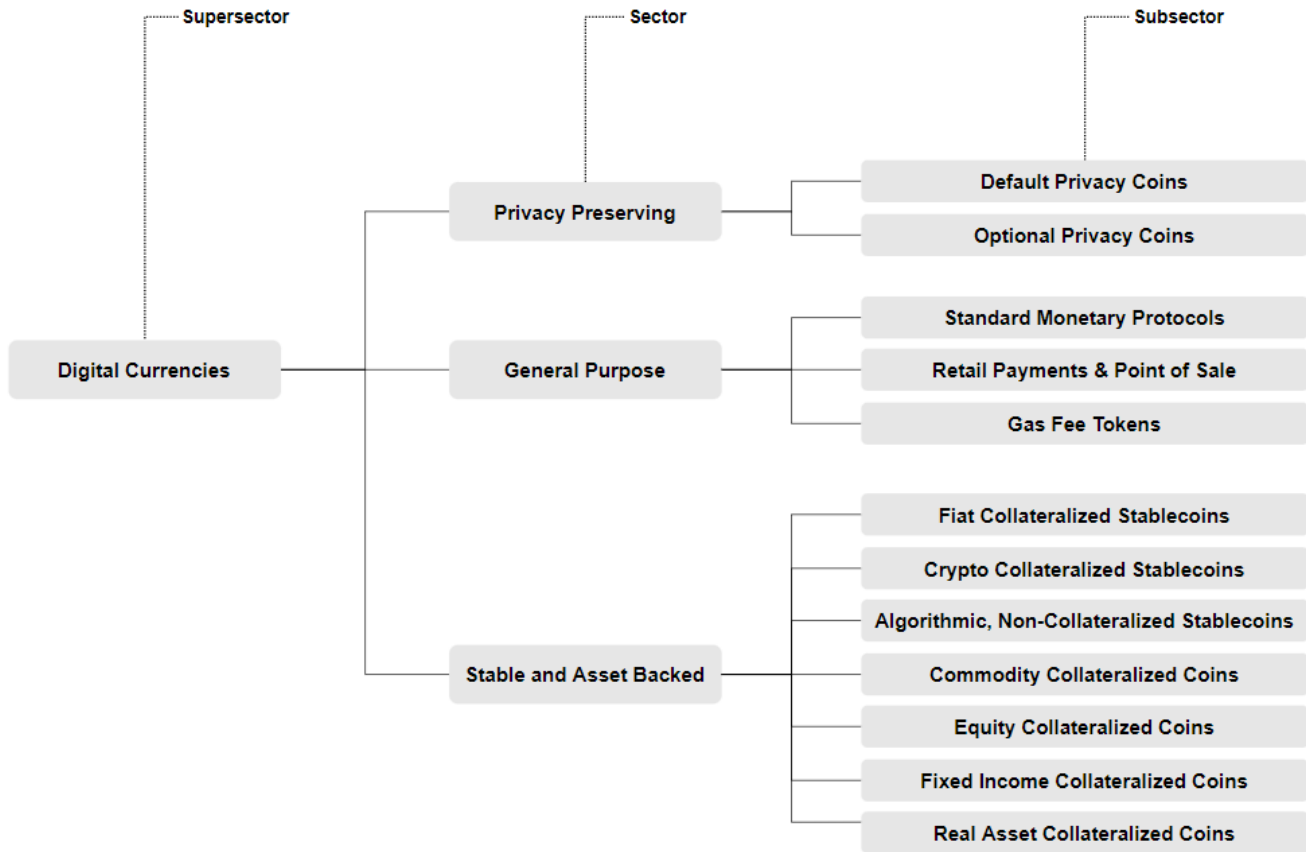 Supersector
Sector
Subsector
Default Privacy Coins
Privacy Preserving
Optional Privacy Coins
Standard Monetary Protocols
Digital Currencies
General Purpose
Retail Payments & Point of Sale
Gas Fee Tokens
Fiat Collateralized Stablecoins
Crypto Collateralized Stablecoins
Algorithmic, Non-Collateralized Stablecoins
Stable and Asset Backed
Commodity Collateralized Coins
Equity Collateralized Coins
Fixed Income Collateralized Coins
Real Asset Collateralized Coins